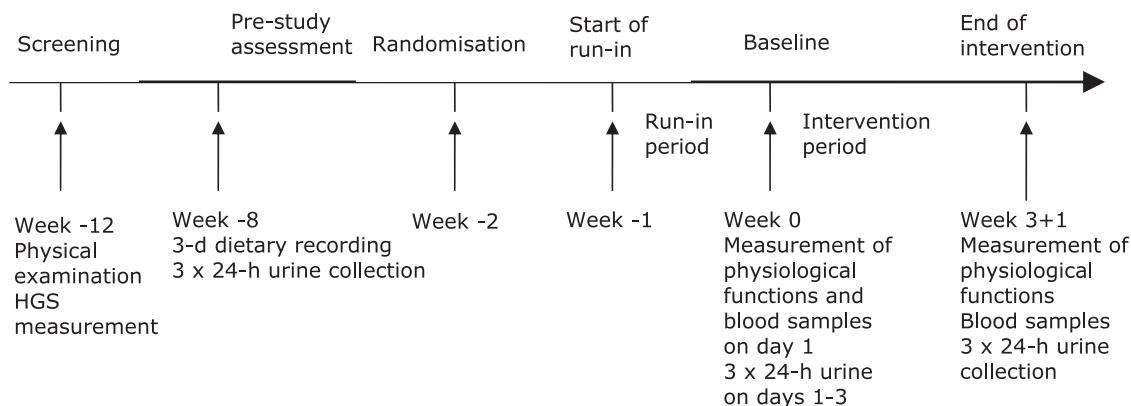 Screening
Pre-study
assessment
Randomisation
Start of
run-in
Baseline
End of
intervention
Run-in
period
Intervention
period
Week -12
Physical
examination
HGS
measurement
Week -8
3-d dietary recording
3 x 24-h urine collection
Week -2
Week -1
Week 0
Measurement of
physiological
functions and
blood samples
on day 1
3 x 24-h urine
on days 1-3
Week 3+1
Measurement of
physiological
functions
Blood samples
3 x 24-h urine
collection